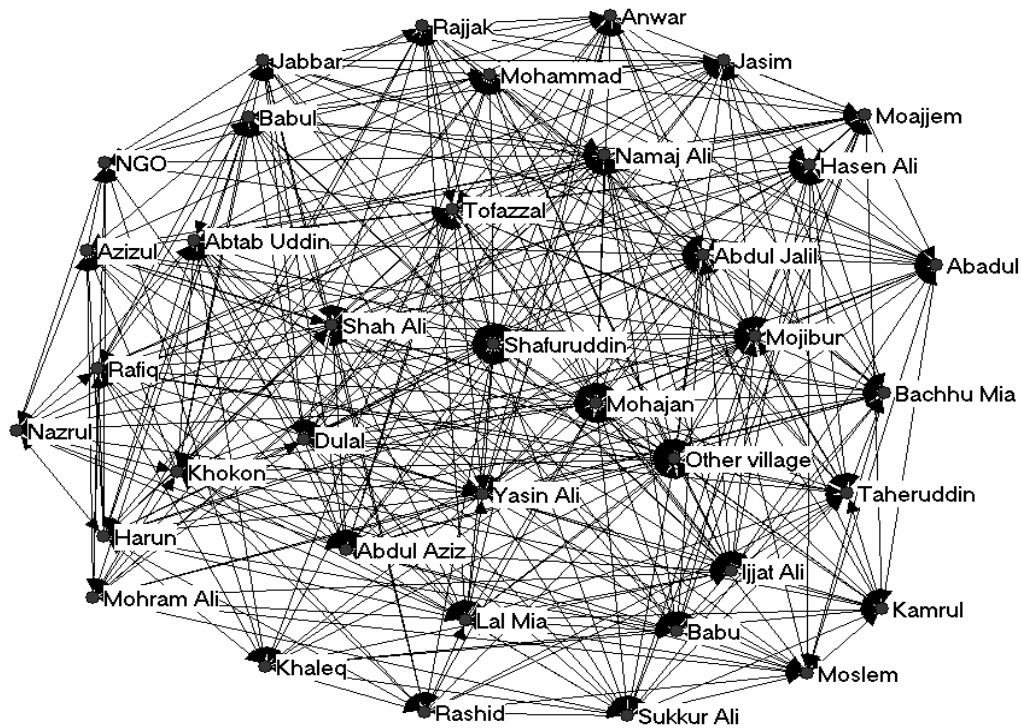 Anwar
Rajjak
Jabbar
Jasim
Mohammad
Babul
Moajjem
NGO
Namaj Ali
Hasen Ali
Tofazzal
Azizul
Abtab Uddin
Abdul Jalil
Abadul
Shah Ali
Shafuruddin
Mojibur
Rafiq
Mohajan
Bachhu Mia
Nazrul
Dulal
Other village
Khokon
Yasin Ali
Taheruddin
Harun
Abdul Aziz
Ijjat Ali
Mohram Ali
Kamrul
Lal Mia
Babu
Khaleq
Moslem
Rashid
Sukkur Ali